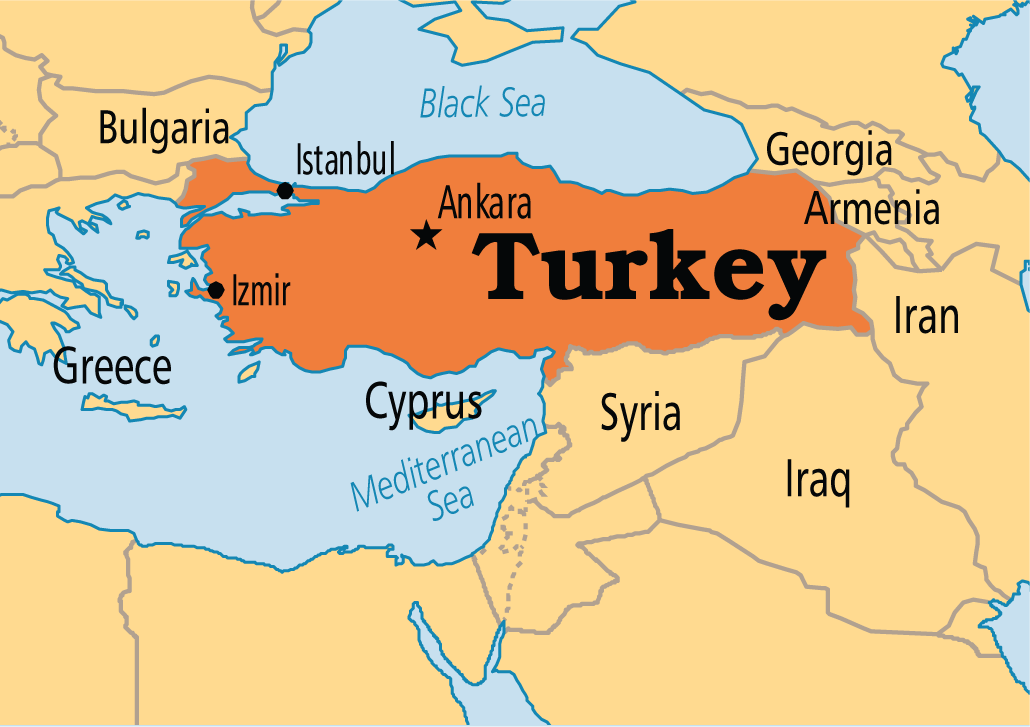 Black Sea
Bulgaria
Istanbul
Georgia
Ankara
Armenia
Turkey
Izmir
Iran
Greece
Cyprus
Syria
Mediterranean
Sea
Iraq